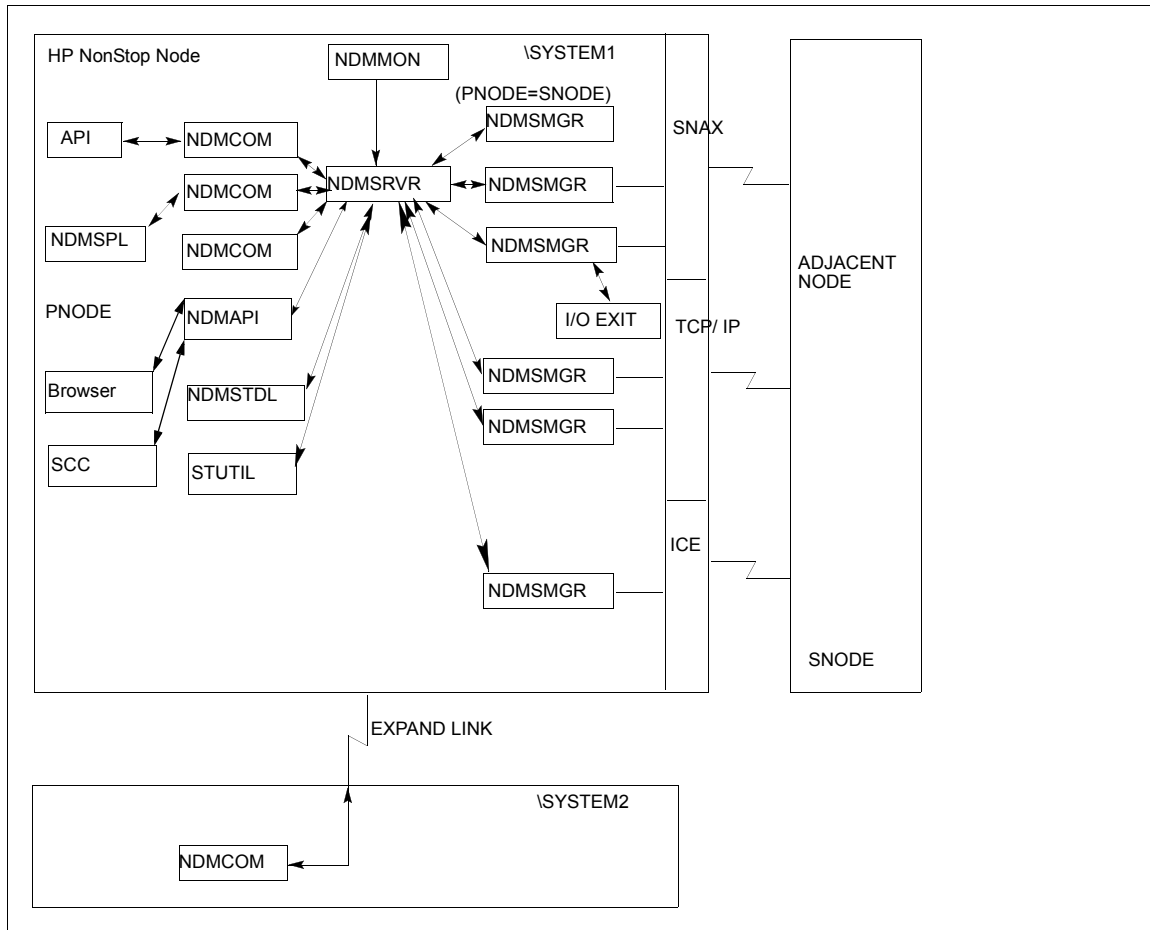 HP NonStop Node
\SYSTEM1
NDMMON
(PNODE=SNODE)
NDMSMGR
SNAX
API
NDMCOM
NDMCOM
NDMSRVR
NDMSMGR
NDMSPL
NDMCOM
NDMSMGR
ADJACENT
NODE
PNODE
NDMAPI
I/O EXIT
TCP/ IP
Browser
NDMSTDL
NDMSMGR
NDMSMGR
SCC
STUTIL
ICE
NDMSMGR
SNODE
EXPAND LINK
\SYSTEM2
NDMCOM